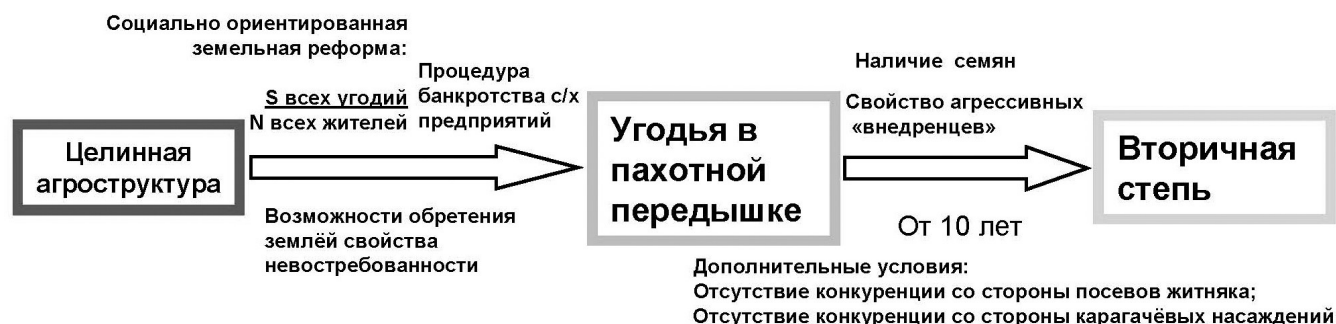 Социально ориентированная
земельная реформа:
S всех угодий
N всех жителей
Процедура
банкротства с/х
предприятий
Целинная
агроструктура
Возможности обретения
землёй свойства
невостребованности
Угодья в
пахотной
передышке
Наличие семян
Свойство агрессивных
«внедренцев»
От 10 лет
Вторичная
степь
Дополнительные условия:
Отсутствие конкуренции со стороны посевов житняка;
Отсутствие конкуренции со стороны карагачёвых насаждений